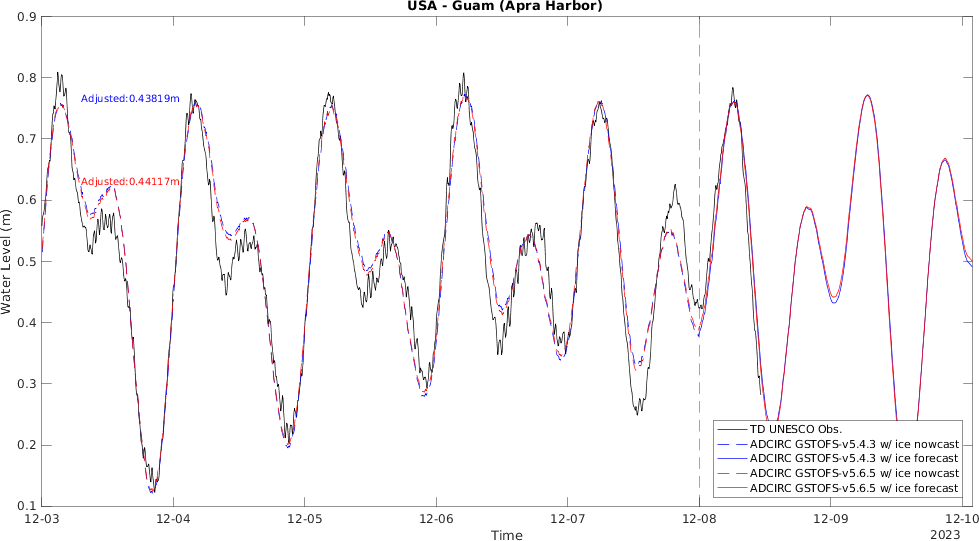 USA - Guam (Apra Harbor)
0.9
0.8
0.7
0.6
0.5
0.4
0.3
0.2
0.1
Water Level (m)
Adjusted:0.43819m
Adjusted:0.44117m
TD UNESCO Obs.
ADCIRC GSTOFS-v5.4.3 w/ ice nowcast
ADCIRC GSTOFS-v5.4.3 w/ ice forecast
ADCIRC GSTOFS-v5.6.5 w/ ice nowcast
ADCIRC GSTOFS-v5.6.5 w/ ice forecast
12-03 12-04 12-05 12-06 12-07 12-08 12-09 12-10
Time
2023